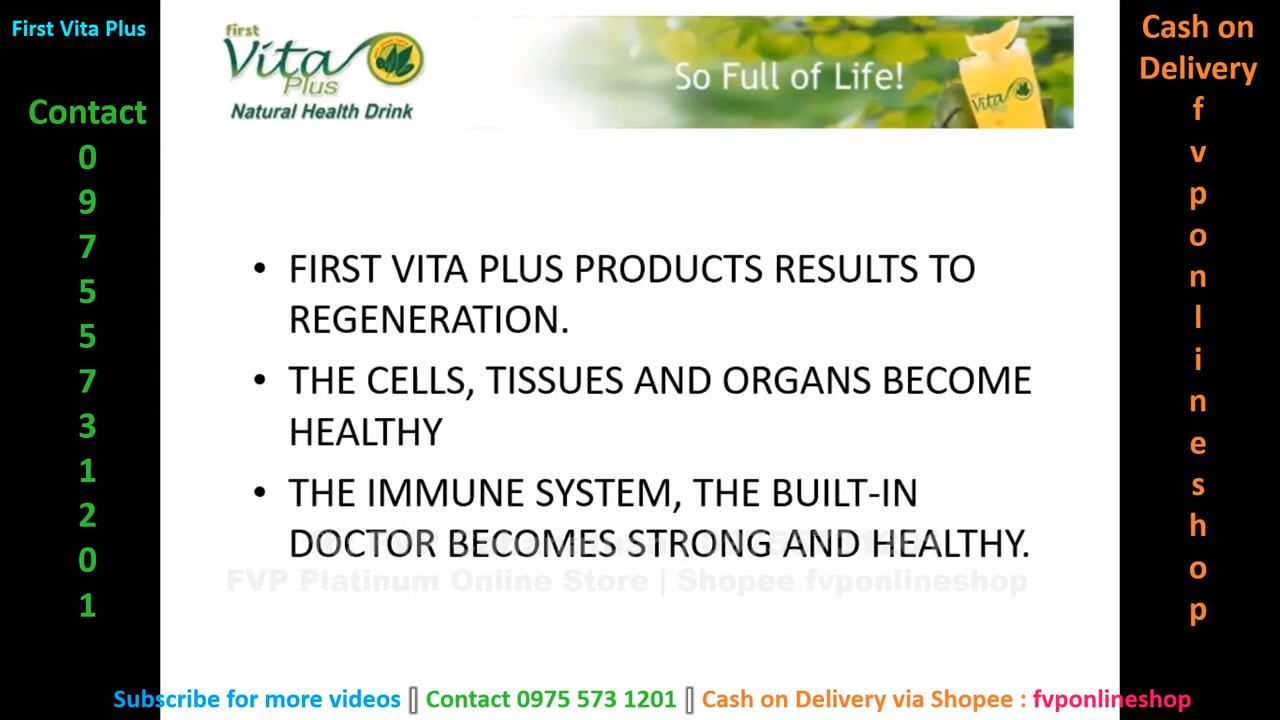 First Vita Plus
Contact
0
9
7
5
5
7
3
1
2
0
1
first
Vita
Plus
Natural Health Drink
So Full of Life!
Vita
• FIRST VITA PLUS PRODUCTS RESULTS TO
REGENERATION.
• THE CELLS, TISSUES AND ORGANS BECOME
HEALTHY
• THE IMMUNE SYSTEM, THE BUILT-IN
DOCTOR BECOMES STRONG AND HEALTHY.
FVP Platinum Online Store | Shopee fvponlineshop
Cash on
Delivery
f
v
p
o
n
l
i
n
e
s
h
o
p
Subscribe for more videos | Contact 0975 573 1201 | Cash on Delivery via Shopee : fvponlineshop